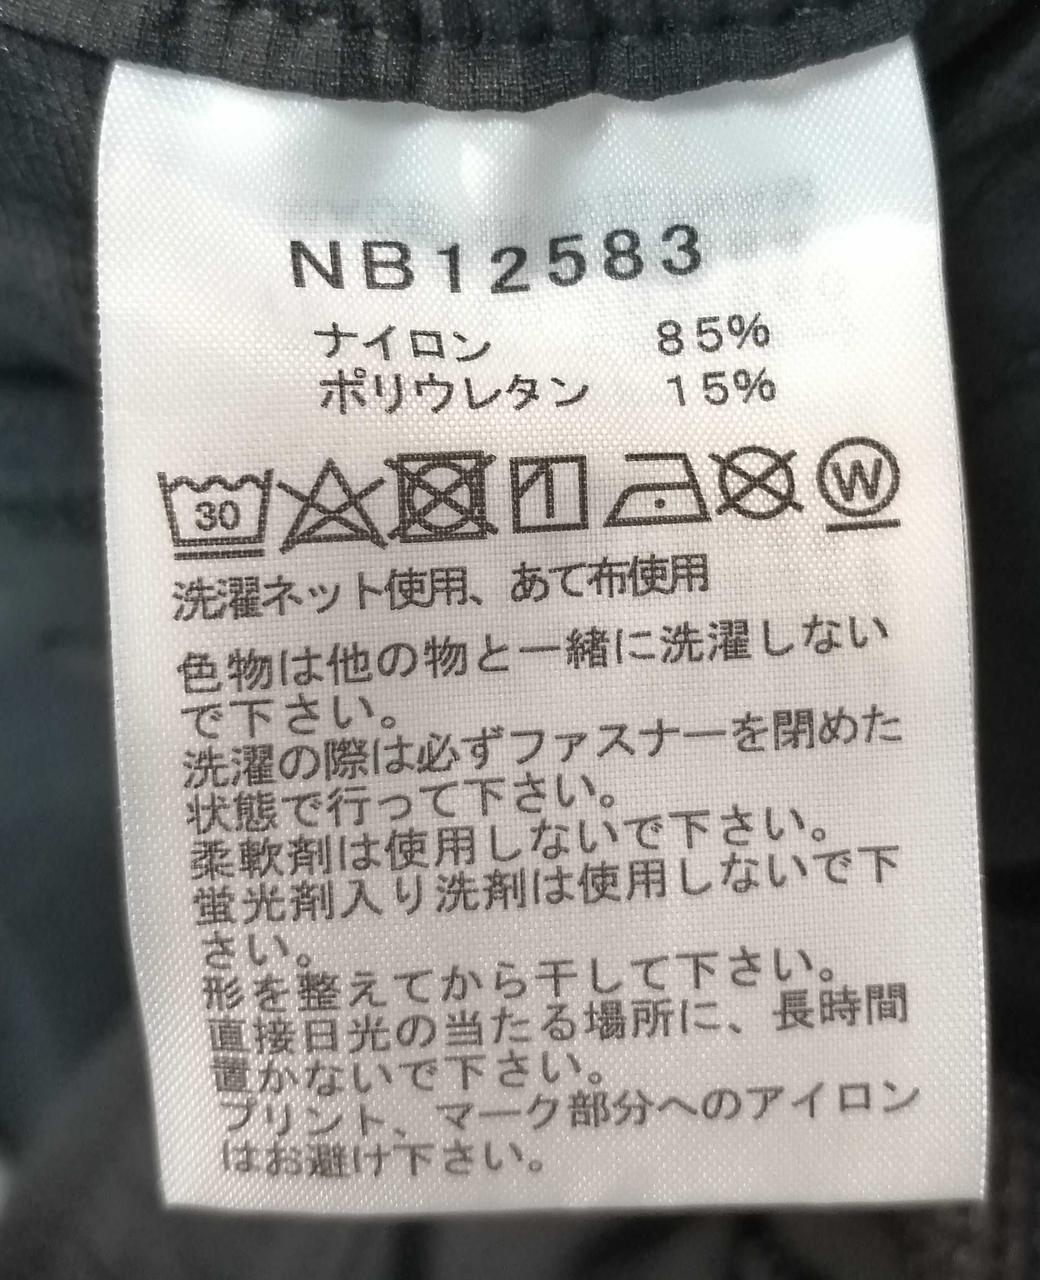 NB12583
ナイロン 85%
ポリウレタン 15%
30 W
洗濯ネット使用、あて布使用
色物は他の物と一緒に洗濯しない
で下さい。
洗濯の際は必ずファスナーを閉めた
状態で行って下さい。
柔軟剤は使用しないで下さい。
蛍光剤入り洗剤は使用しないで下
さい。
形を整えてから干して下さい。
直接日光の当たる場所に、長時間
置かないで下さい。
プリント、マーク部分へのアイロン
はお避け下さい。